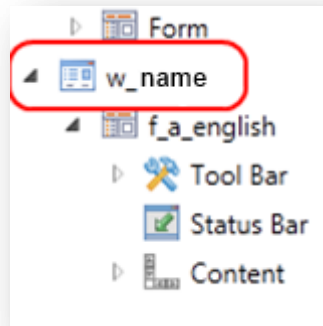 Form
w_name
f_a_english
Tool Bar
Status Bar
Content